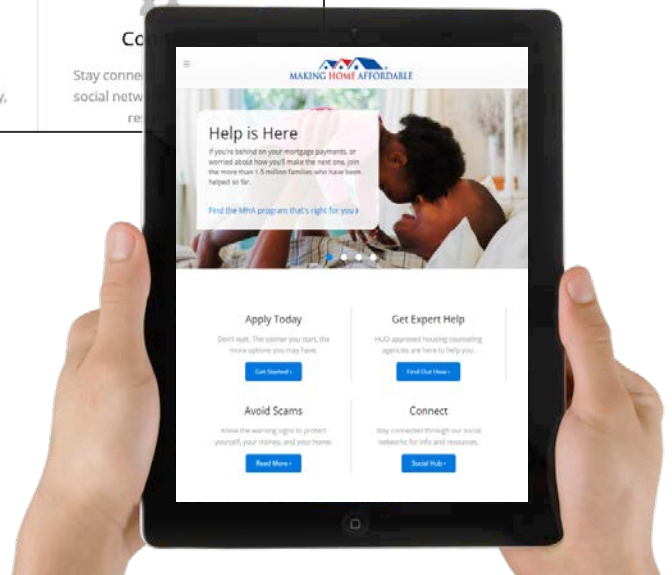 Co
Stay conne
social netw
y,
re
MAKING HOME AFFORDABLE
Help is Here
If you're behind on your mortgage payments, or
worried about how you'll make the next one, join
the more than 1.5 million families who have been
helped so far.
Find the MHA program that's right for you ›
Apply Today
Don't wait. The sooner you start, the
more options you may have.
Get Started ›
Get Expert Help
HUD approved housing counseling
agencies are here to help you.
Find Out How ›
Avoid Scams
Know the warning signs to protect
yourself, your money, and your home.
Read More ›
Connect
Stay connected through our social
networks for info and resources.
Social Hub ›